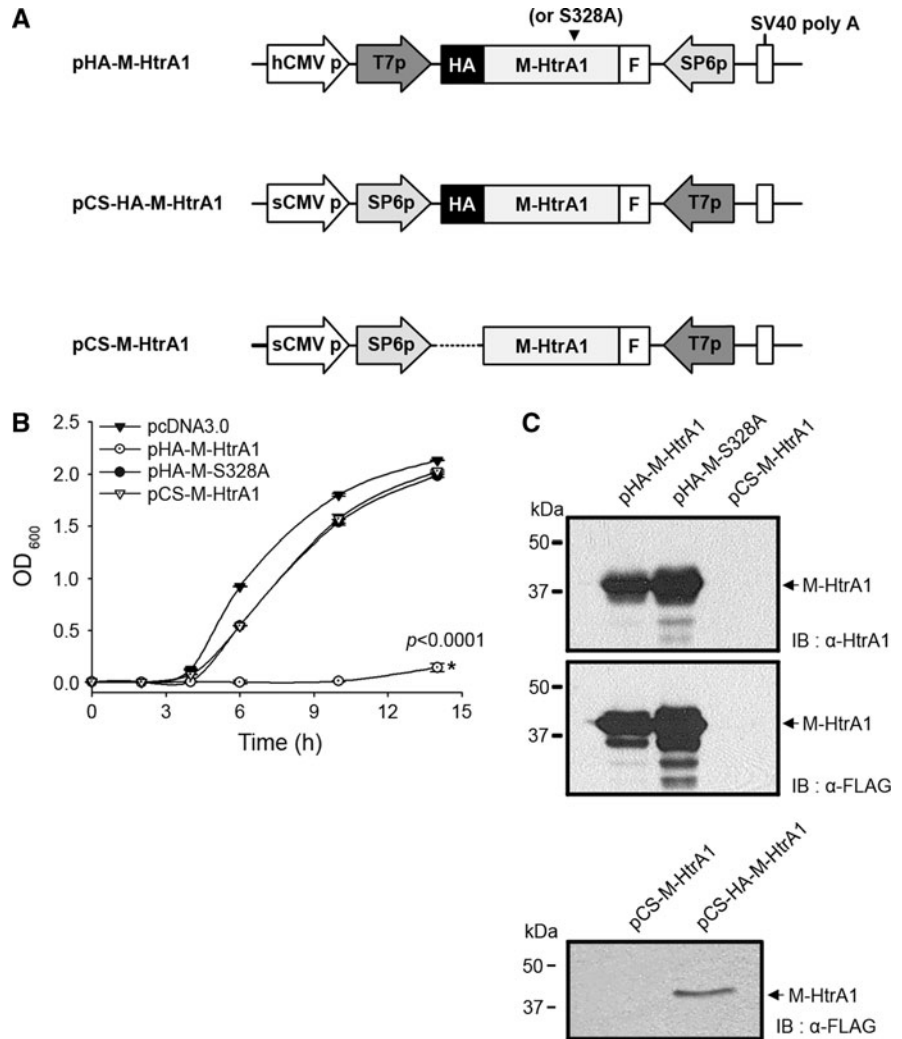 A
(or S328A)
SV40 poly A
pHA-M-HtrA1
hCMV p
T7p
HA
M-HtrA1
F
SP6p
pCS-HA-M-HtrA1
sCMV p
SP6p
HA
M-HtrA1
F
T7p
pCS-M-HtrA1
sCMV p
SP6p
M-HtrA1
F
T7p
B
pcDNA3.0
pHA-M-HtrA1
pHA-M-S328A
pCS-M-HtrA1
OD600
2.5
2.0
1.5
1.0
0.5
0.0
p<0.0001
*
0 3 6 9 12 15
Time (h)
C
pHA-M-HtrA1
pHA-M-S328A
pCS-M-HtrA1
kDa
50
37
M-HtrA1
IB : α-HtrA1
50
37
M-HtrA1
IB : α-FLAG
pCS-M-HtrA1
pCS-HA-M-HtrA1
kDa
50
37
M-HtrA1
IB : α-FLAG